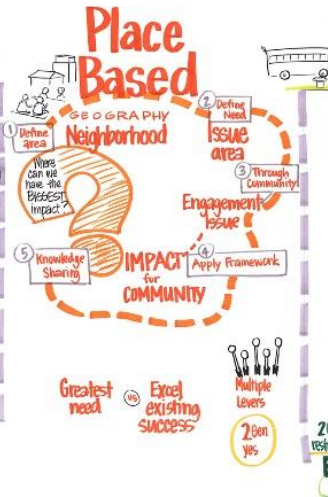 Place
Based
GEOGRAPHY
Neighborhood
1 Define
area
2 Define
Need
Issue
area
Where
can we
have the
BIGGEST
Impact?
?
3 Through
Community!
Engagement
Issue
5 Knowledge
Sharing
IMPACT
for
COMMUNITY
4 Apply Framework
Greatest
need
vs
Excel
existing
success
Multiple
Levers
2Gen
yes